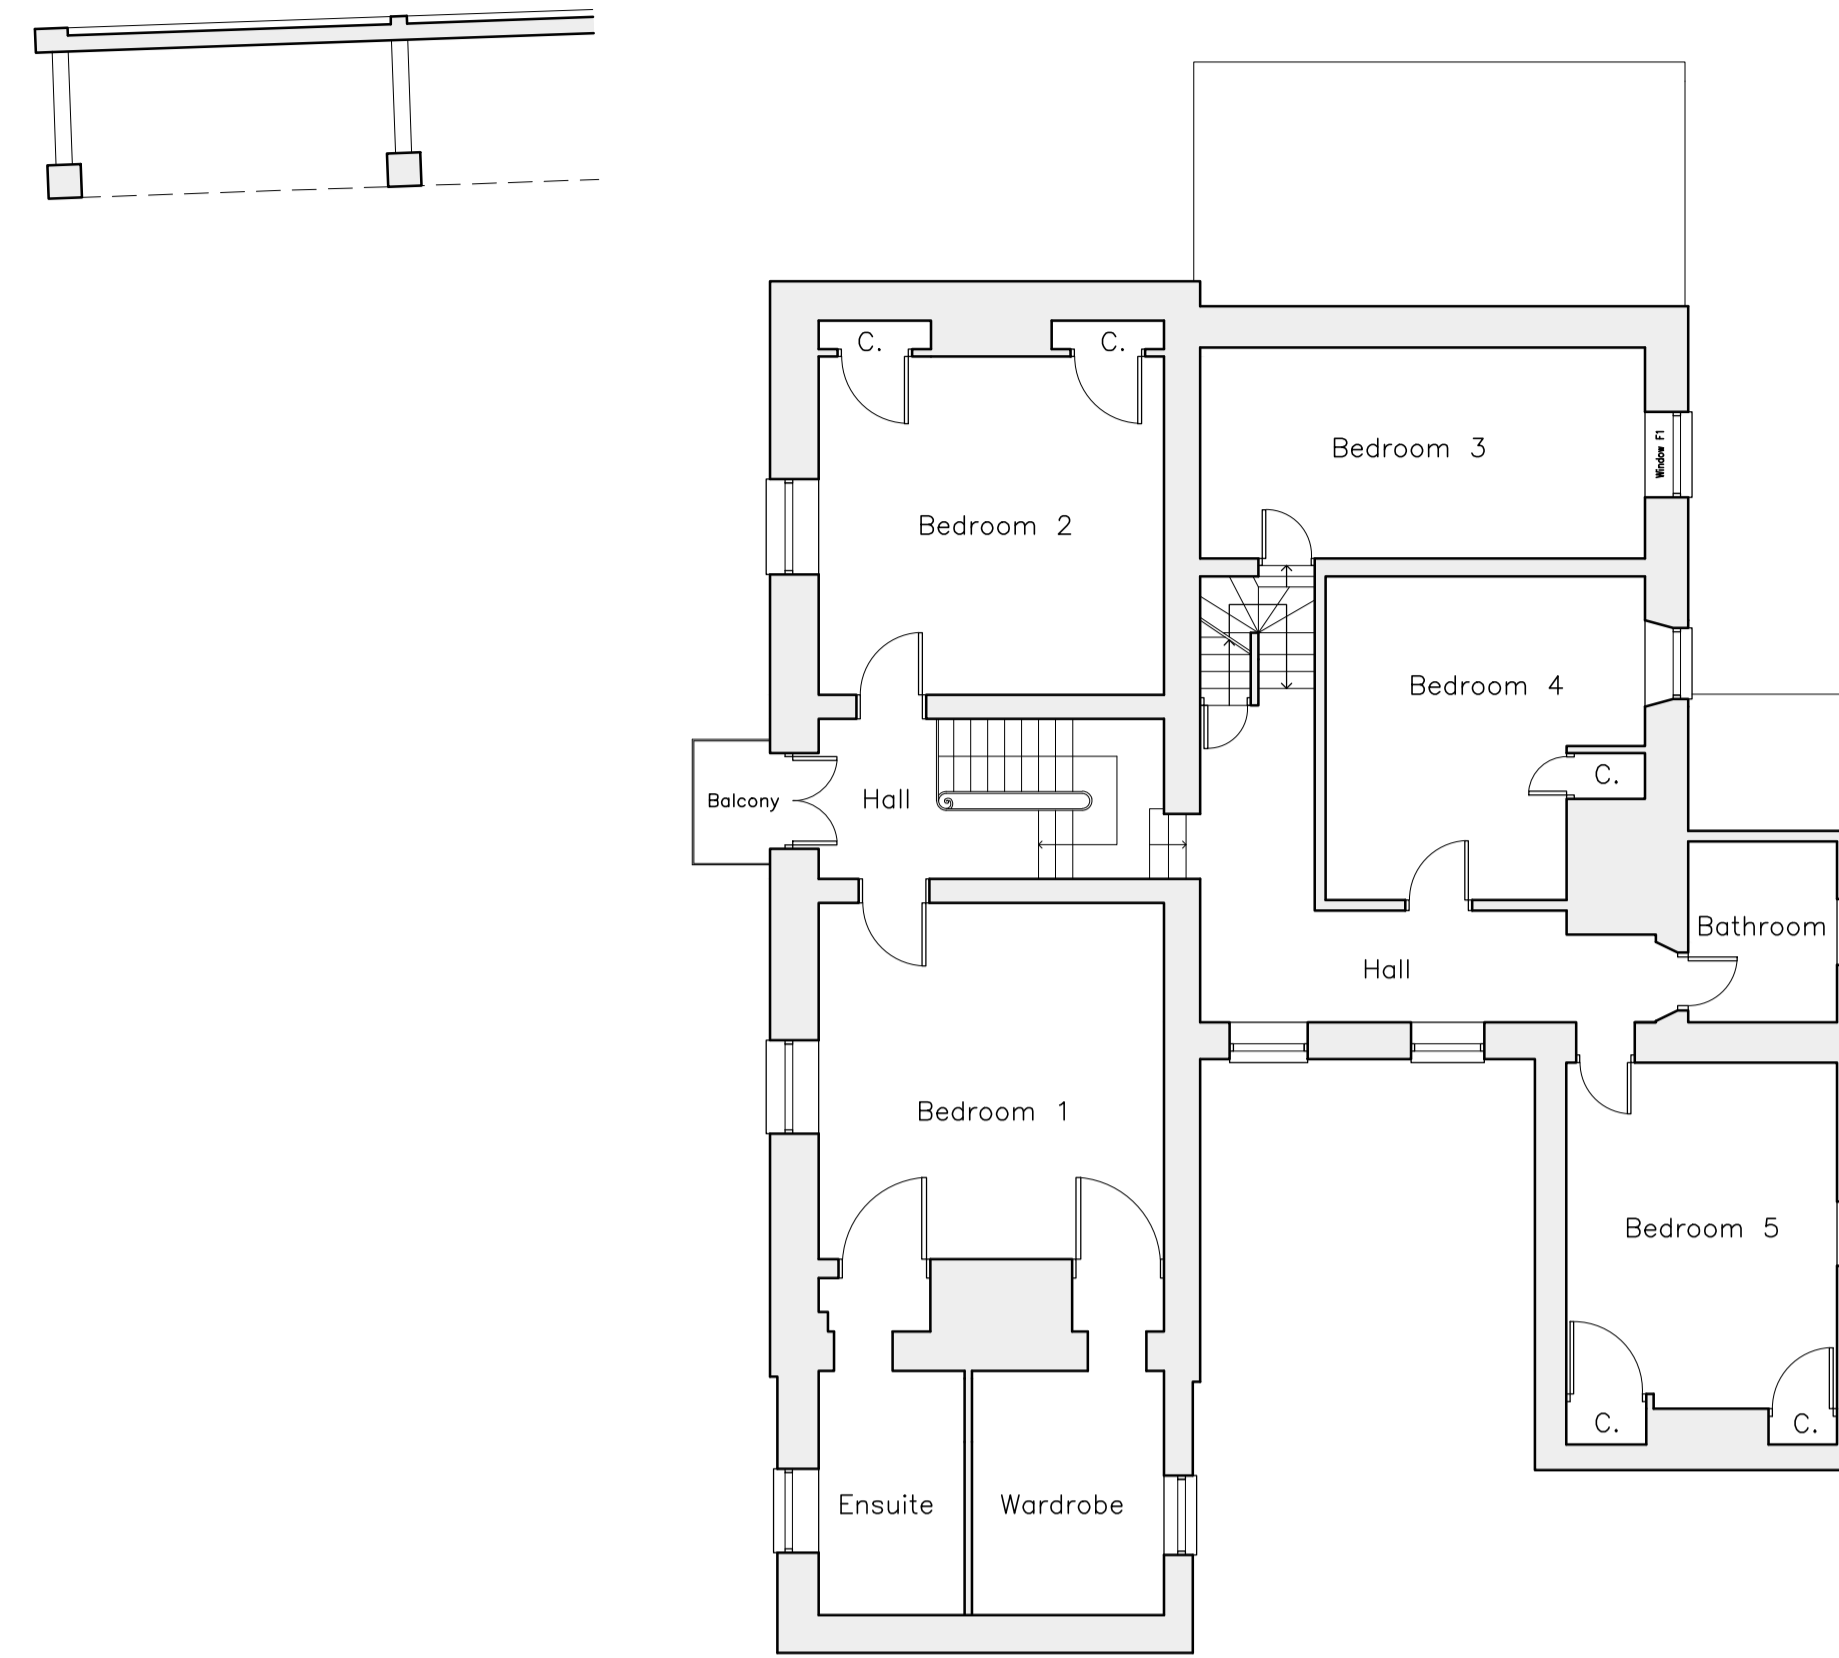 C.
C.
Bedroom 3
Window F1
Bedroom 2
Bedroom 4
C.
Balcony
Hall
Bathroom
Hall
Bedroom 1
Bedroom 5
C.
C.
Ensuite
Wardrobe